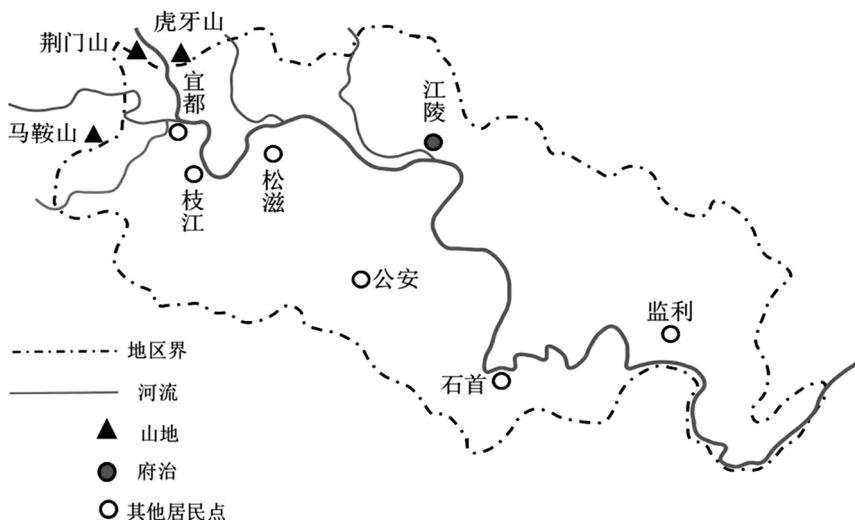 虎牙山
荆门山
宜都
江陵
马鞍山
枝江
松滋
公安
监利
石首
地区界
河流
山地
府治
其他居民点